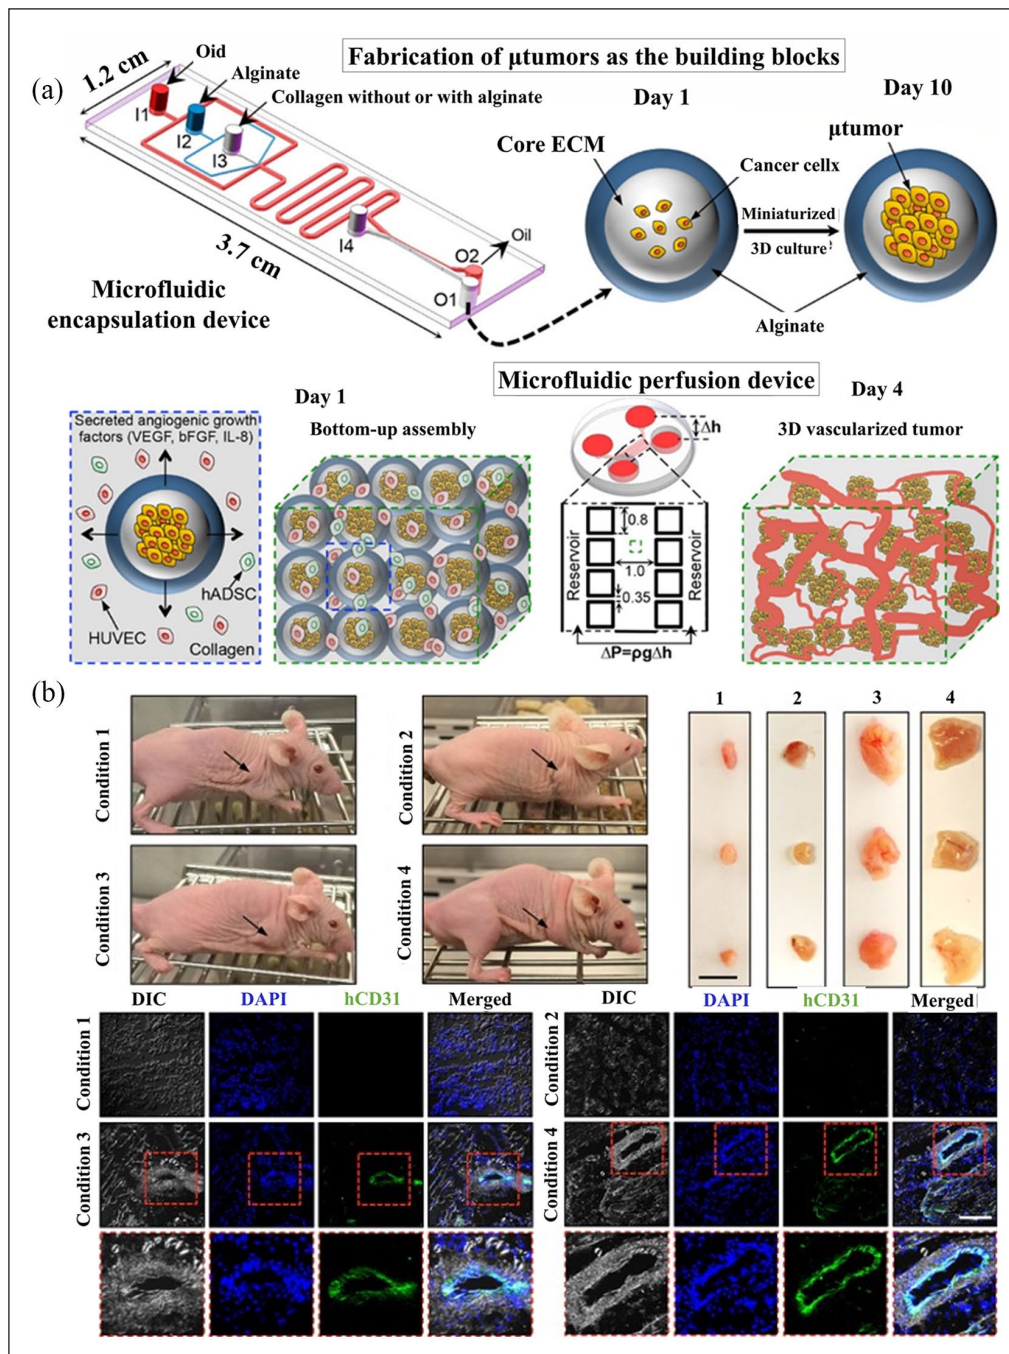 (a)
Fabrication of µtumors as the building blocks
1.2 cm
Oid
Alginate
Collagen without or with alginate
I1
I2
I3
I4
O2
O1
Oil
3.7 cm
Microfluidic
encapsulation device
Day 1
Day 10
Core ECM
µtumor
Cancer cellx
Miniaturized
3D culture
Alginate
Microfluidic perfusion device
Secreted angiogenic growth
factors (VEGF, bFGF, IL-8)
hADSC
HUVEC
Collagen
Day 1
Bottom-up assembly
Δh
0.8
1.0
0.35
Reservoir
Reservoir
ΔP=ρgΔh
Day 4
3D vascularized tumor
(b)
Condition 1
Condition 2
Condition 3
Condition 4
1 2 3 4
DIC DAPI hCD31 Merged DIC DAPI hCD31 Merged
Condition 1
Condition 2
Condition 3
Condition 4